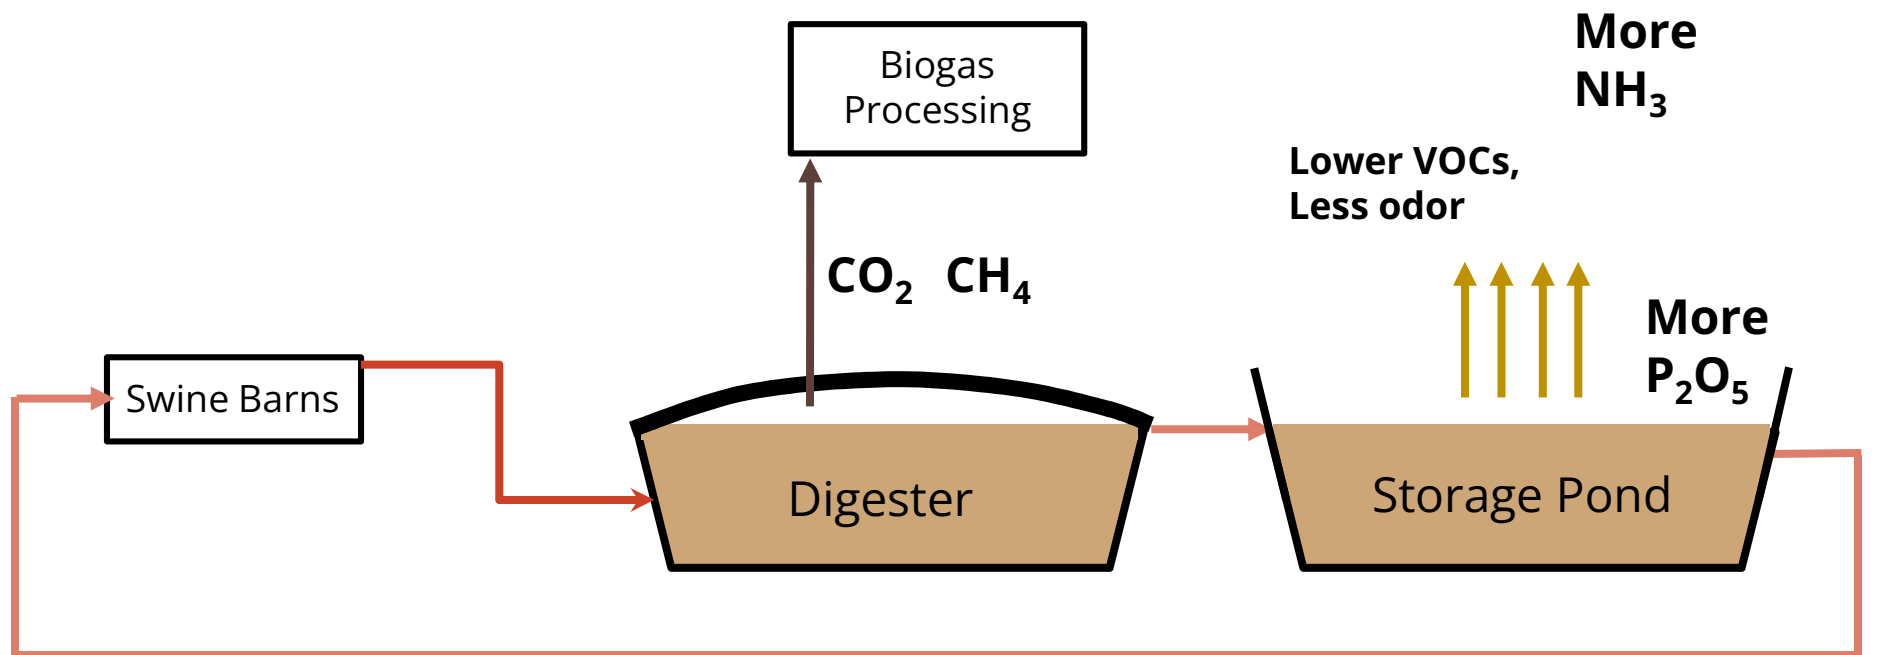 Biogas
Processing
More
NH₃
Lower VOCs,
Less odor
CO₂ CH₄
More
P₂O₅
Swine Barns
Digester
Storage Pond